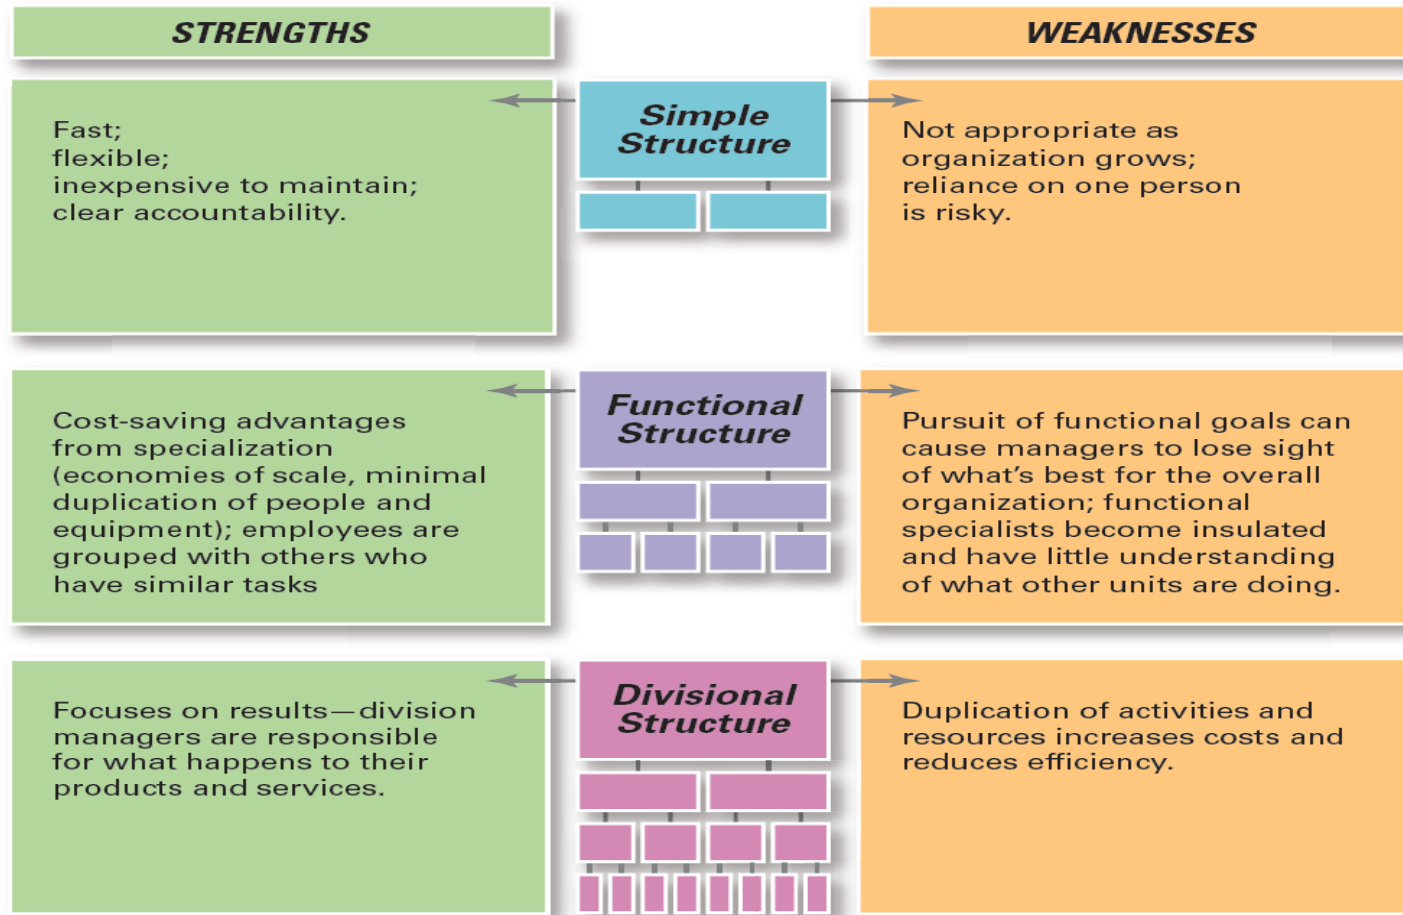 STRENGTHS
WEAKNESSES
Fast;
flexible;
inexpensive to maintain;
clear accountability.
Simple
Structure
Not appropriate as
organization grows;
reliance on one person
is risky.
Cost-saving advantages
from specialization
(economies of scale, minimal
duplication of people and
equipment); employees are
grouped with others who
have similar tasks
Functional
Structure
Pursuit of functional goals can
cause managers to lose sight
of what’s best for the overall
organization; functional
specialists become insulated
and have little understanding
of what other units are doing.
Focuses on results—division
managers are responsible
for what happens to their
products and services.
Divisional
Structure
Duplication of activities and
resources increases costs and
reduces efficiency.